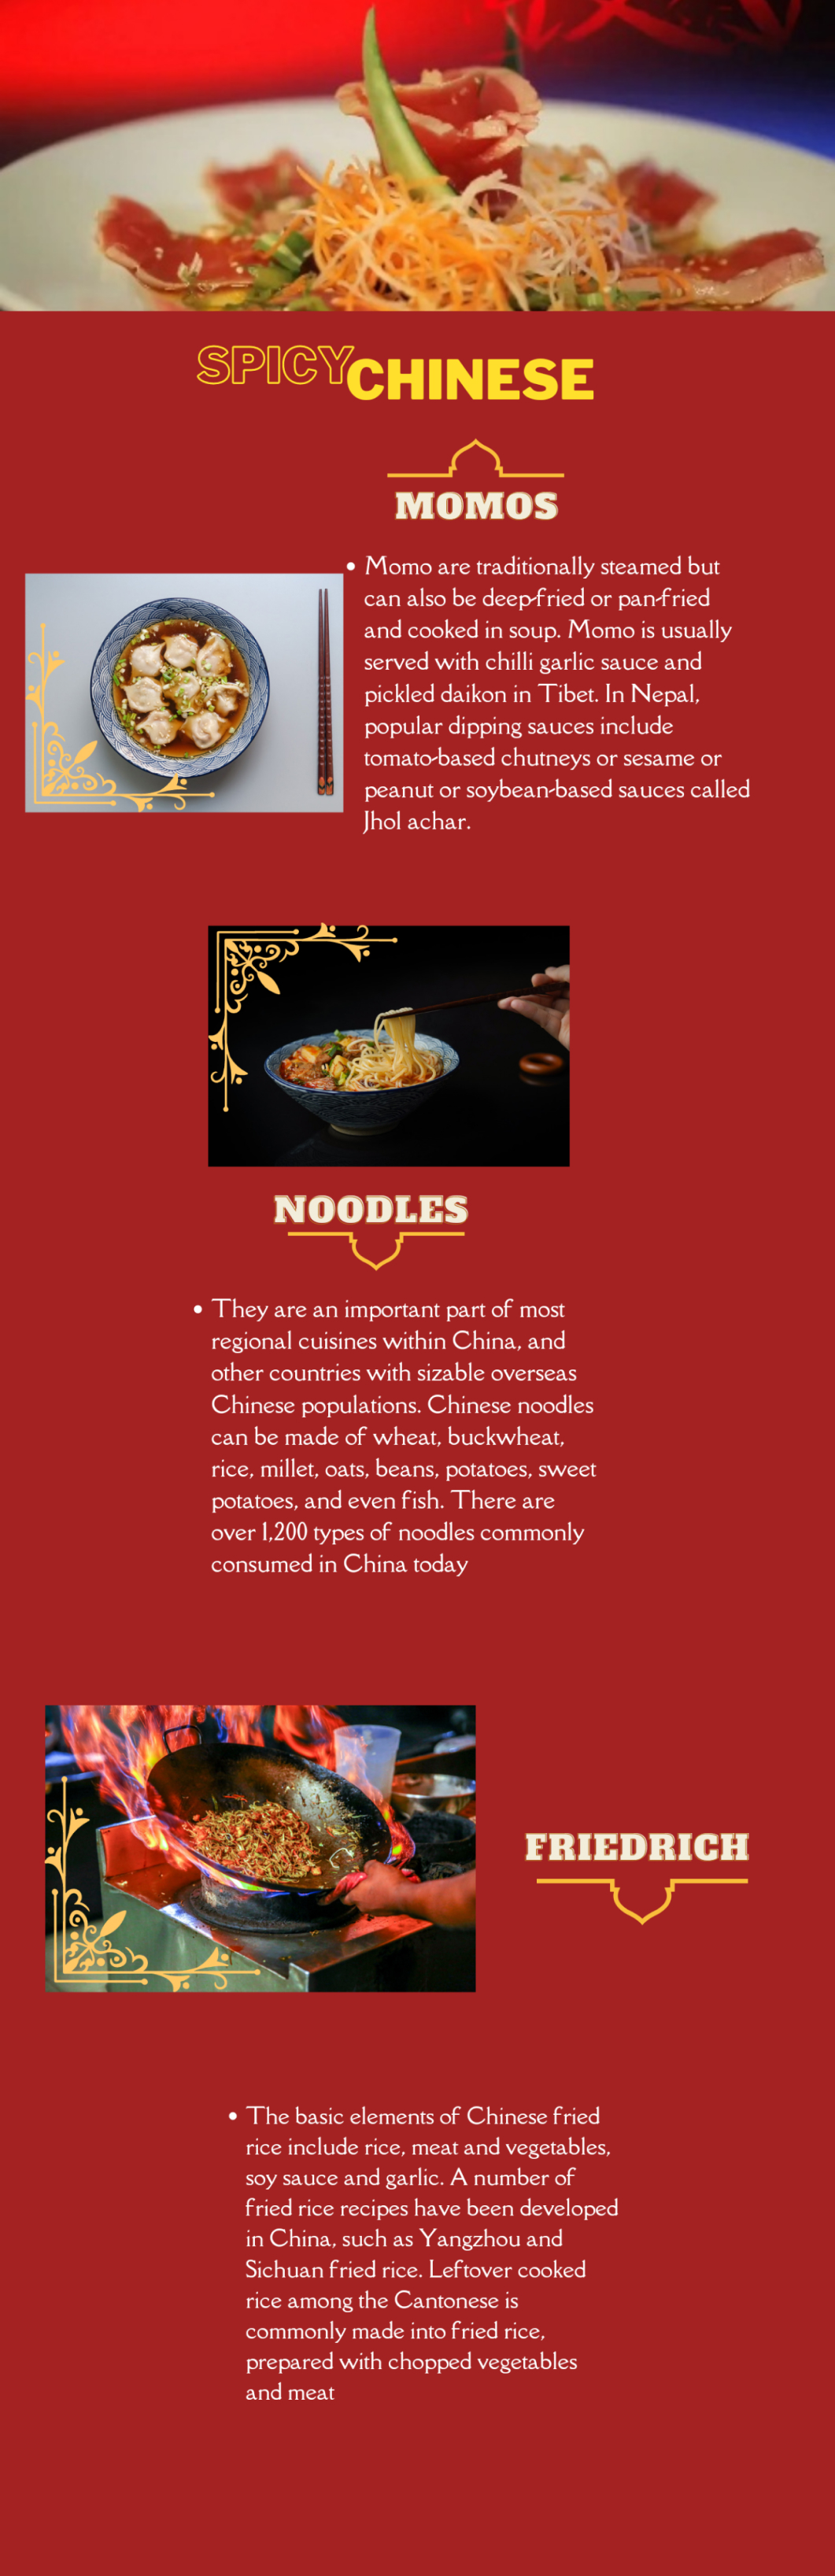 SPICY CHINESE
MOMOS
• Momo are traditionally steamed but
can also be deep-fried or pan-fried
and cooked in soup. Momo is usually
served with chilli garlic sauce and
pickled daikon in Tibet. In Nepal,
popular dipping sauces include
tomato-based chutneys or sesame or
peanut or soybean-based sauces called
Jhol achar.
NOODLES
• They are an important part of most
regional cuisines within China, and
other countries with sizable overseas
Chinese populations. Chinese noodles
can be made of wheat, buckwheat,
rice, millet, oats, beans, potatoes, sweet
potatoes, and even fish. There are
over 1,200 types of noodles commonly
consumed in China today
FRIEDRICH
• The basic elements of Chinese fried
rice include rice, meat and vegetables,
soy sauce and garlic. A number of
fried rice recipes have been developed
in China, such as Yangzhou and
Sichuan fried rice. Leftover cooked
rice among the Cantonese is
commonly made into fried rice,
prepared with chopped vegetables
and meat